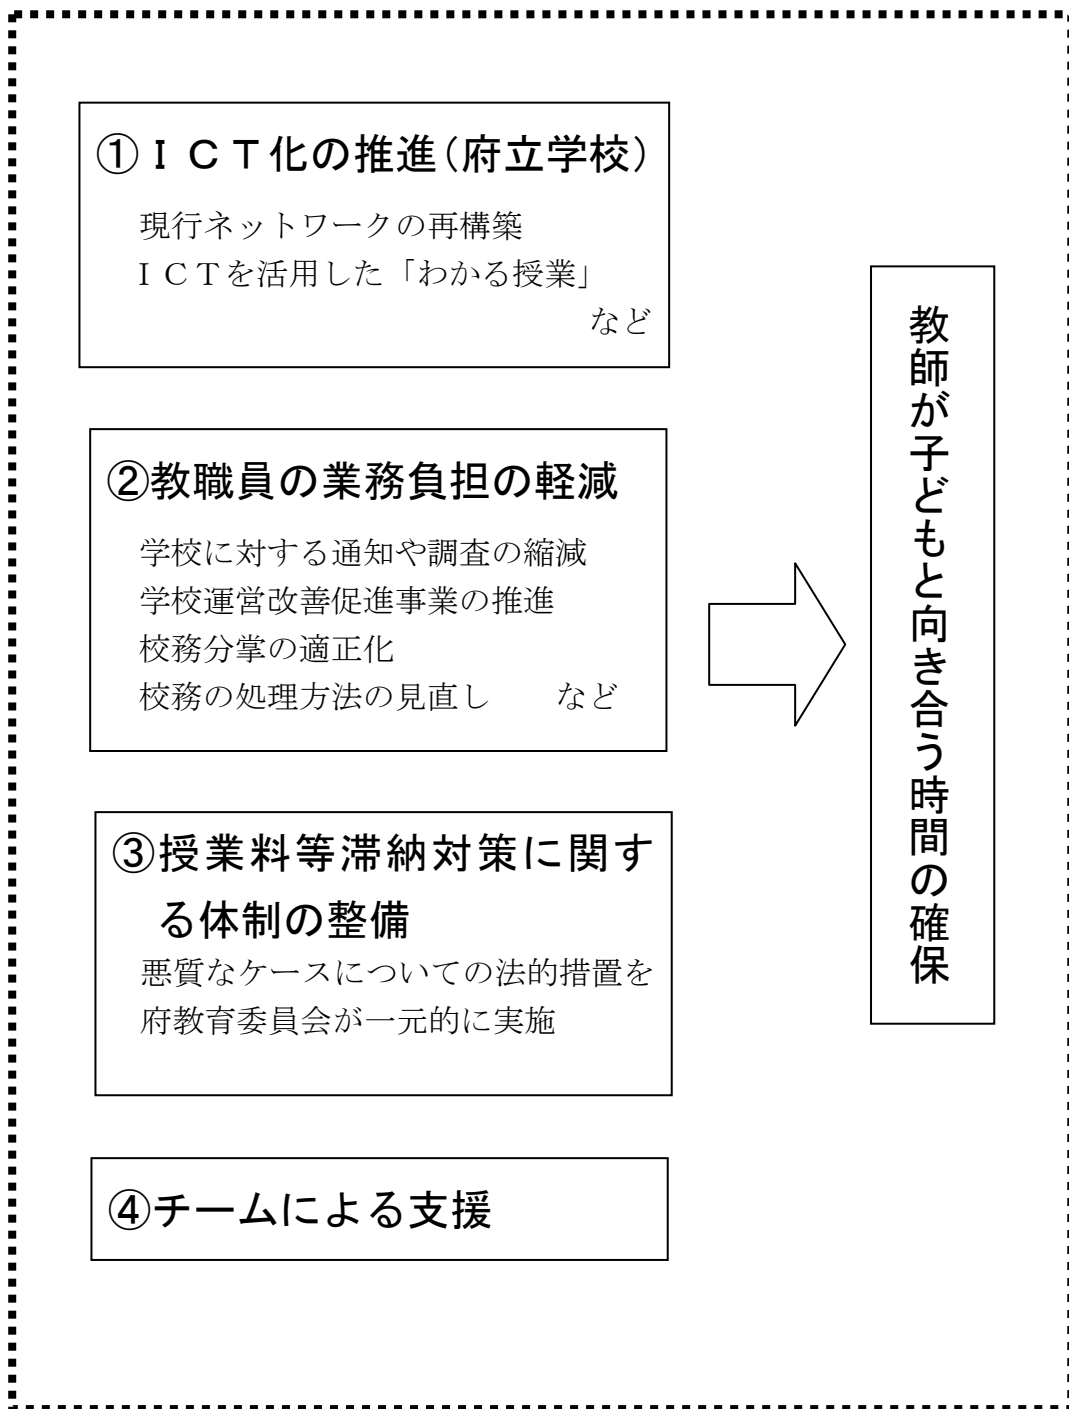 ①ＩＣＴ化の推進（府立学校）
現行ネットワークの再構築
ＩＣＴを活用した「わかる授業」
など
②教職員の業務負担の軽減
学校に対する通知や調査の縮減
学校運営改善促進事業の推進
校務分掌の適正化
校務の処理方法の見直し　　など
③授業料等滞納対策に関す
る体制の整備
悪質なケースについての法的措置を
府教育委員会が一元的に実施
④チームによる支援
教師が子どもと向き合う時間の確保